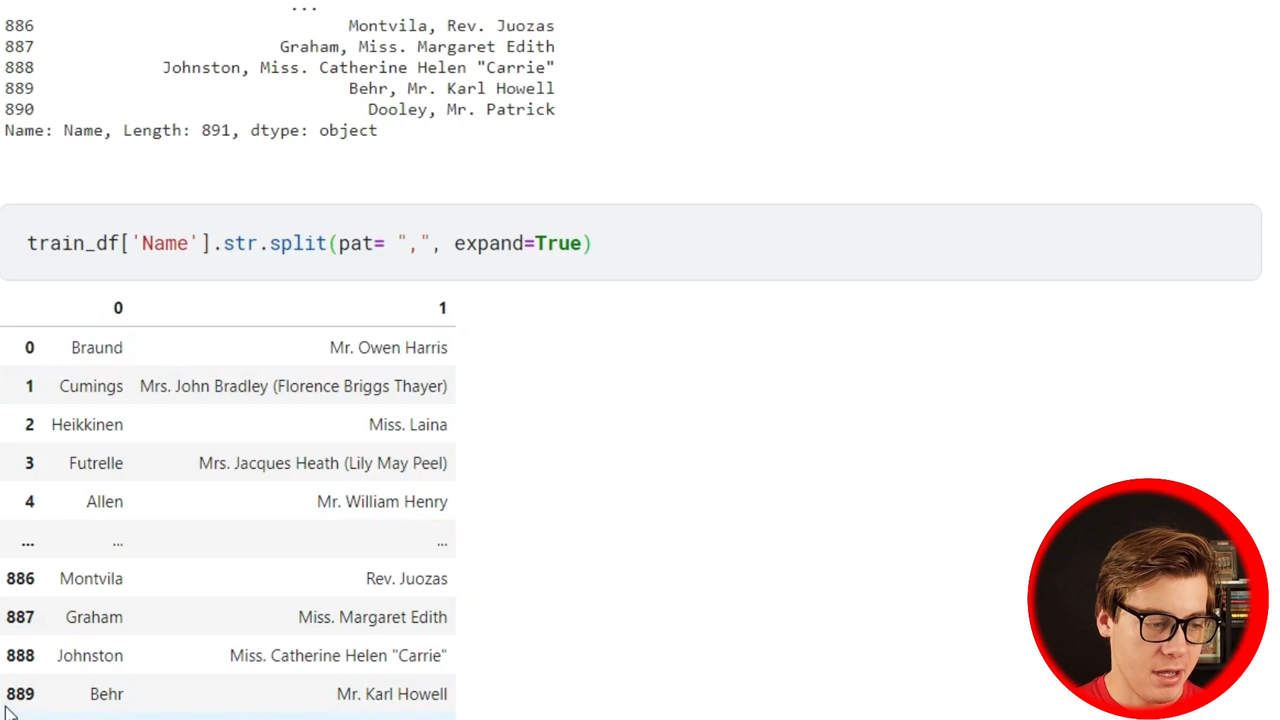 ...
886 Montvila, Rev. Juozas
887 Graham, Miss. Margaret Edith
888 Johnston, Miss. Catherine Helen "Carrie"
889 Behr, Mr. Karl Howell
890 Dooley, Mr. Patrick
Name: Name, Length: 891, dtype: object
train_df['Name'].str.split(pat= ",", expand=True)
0 1
0 Braund Mr. Owen Harris
1 Cumings Mrs. John Bradley (Florence Briggs Thayer)
2 Heikkinen Miss. Laina
3 Futrelle Mrs. Jacques Heath (Lily May Peel)
4 Allen Mr. William Henry
... ... ...
886 Montvila Rev. Juozas
887 Graham Miss. Margaret Edith
888 Johnston Miss. Catherine Helen "Carrie"
889 Behr Mr. Karl Howell